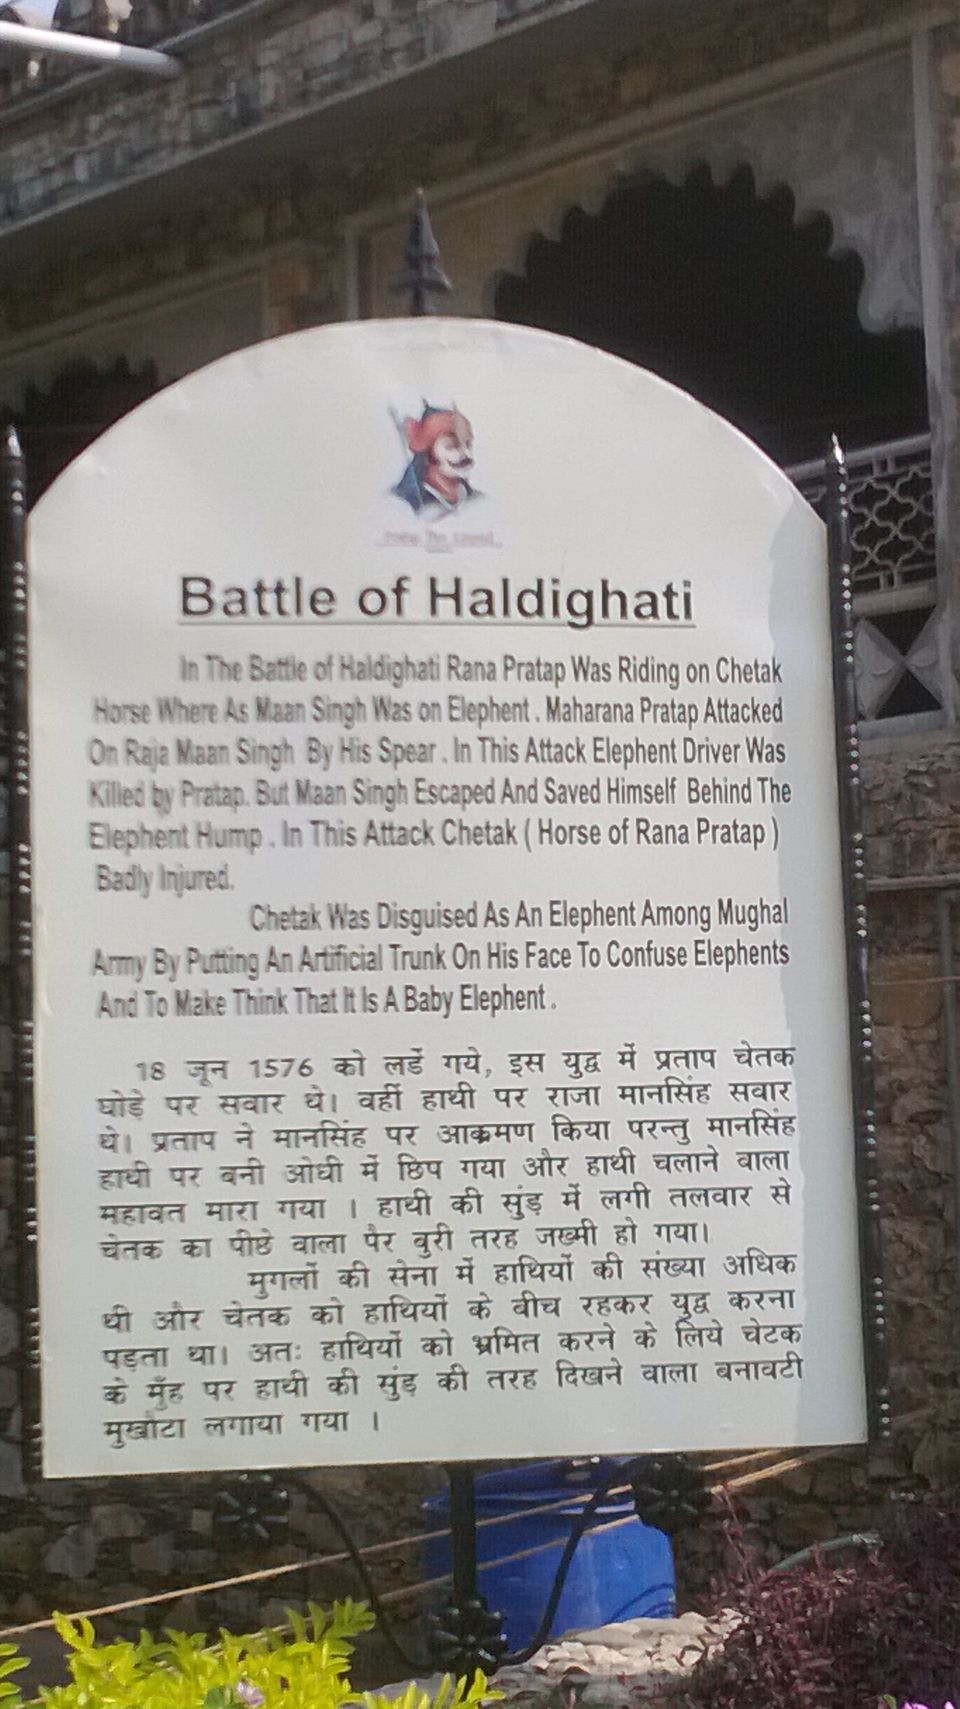 Pratap The Legend
Battle of Haldighati
In The Battle of Haldighati Rana Pratap Was Riding on Chetak
Horse Where As Maan Singh Was on Elephent . Maharana Pratap Attacked
On Raja Maan Singh By His Spear . In This Attack Elephent Driver Was
Killed by Pratap. But Maan Singh Escaped And Saved Himself Behind The
Elephent Hump . In This Attack Chetak ( Horse of Rana Pratap )
Badly Injured.
Chetak Was Disguised As An Elephent Among Mughal
Army By Putting An Artificial Trunk On His Face To Confuse Elephents
And To Make Think That It Is A Baby Elephent .
18 जून 1576 को लडें गये, इस युद्व में प्रताप चेतक
घोड़े पर सवार थे। वहीं हाथी पर राजा मानसिंह सवार
थे। प्रताप ने मानसिंह पर आक्रमण किया परन्तु मानसिंह
हाथी पर बनी ओधी में छिप गया और हाथी चलाने वाला
महावत मारा गया । हाथी की सुंड़ में लगी तलवार से
चेतक का पीछे वाला पैर बुरी तरह जख्मी हो गया।
मुगलों की सेना में हाथियों की संख्या अधिक
थी और चेतक को हाथियों के बीच रहकर युद्व करना
पड़ता था। अतः हाथियों को भ्रमित करने के लिये चेटक
के मुँह पर हाथी की सुंड़ की तरह दिखने वाला बनावटी
मुखौटा लगाया गया ।